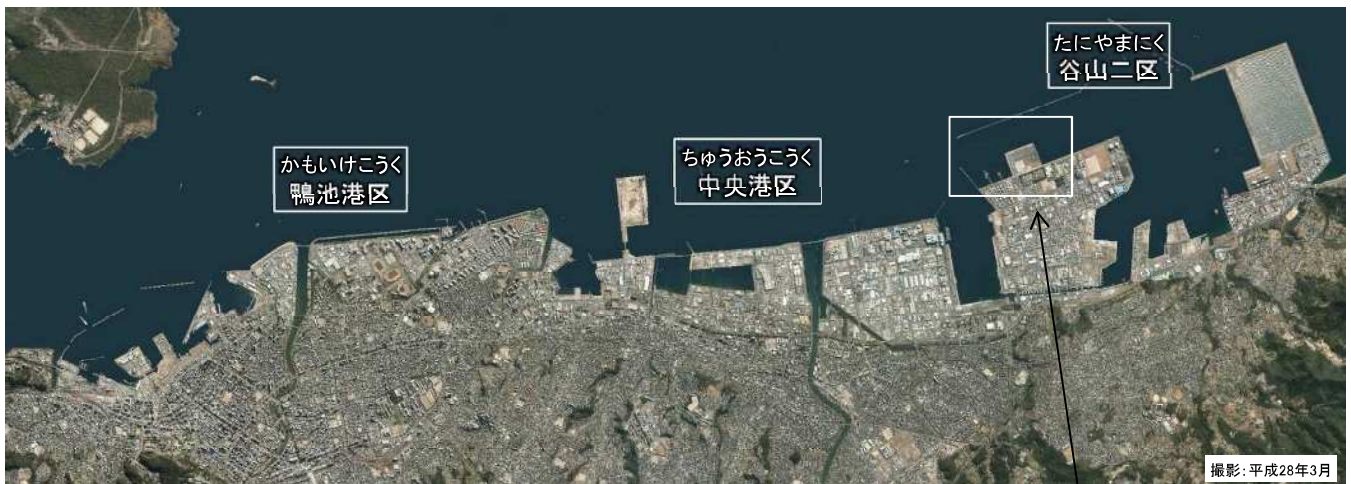 たにやまにく
谷山二区
かもいけこうく
鴨池港区
ちゅうおうこうく
中央港区
撮影:平成28年3月